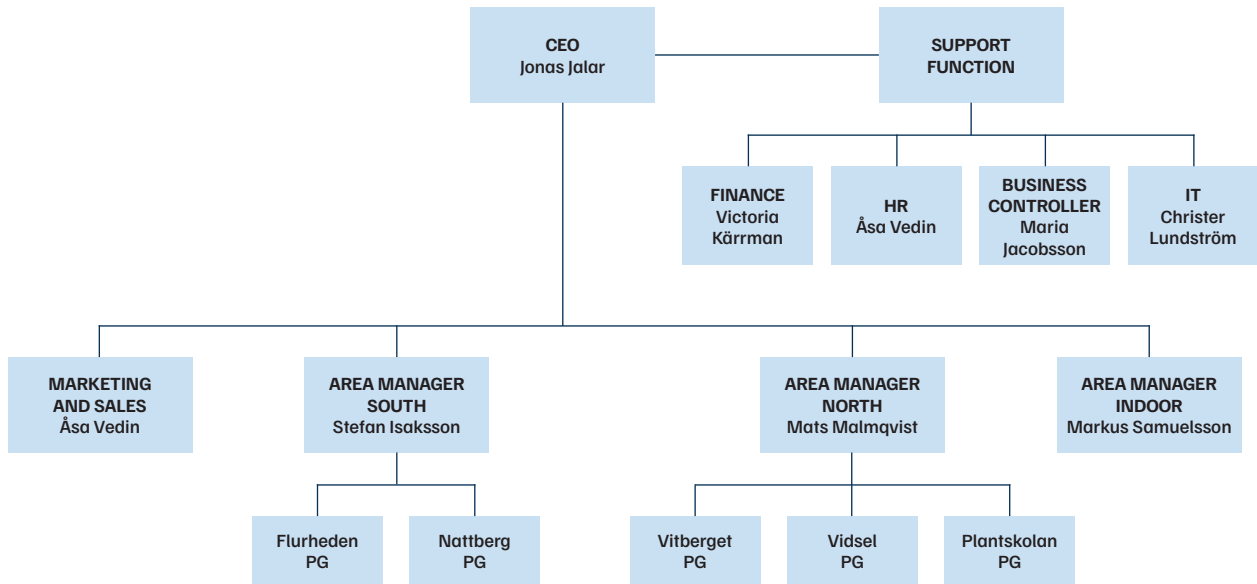 CEO
Jonas Jalar
SUPPORT
FUNCTION
FINANCE
Victoria
Kärrman
HR
Åsa Vedin
BUSINESS
CONTROLLER
Maria
Jacobsson
IT
Christer
Lundström
MARKETING
AND SALES
Åsa Vedin
AREA MANAGER
SOUTH
Stefan Isaksson
AREA MANAGER
NORTH
Mats Malmqvist
AREA MANAGER
INDOOR
Markus Samuelsson
Flurheden
PG
Nattberg
PG
Vitberget
PG
Vidsel
PG
Plantskolan
PG